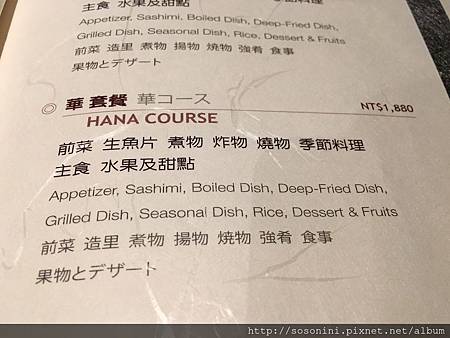 主食 水果及甜點
Appetizer, Sashimi, Boiled Dish, Deep-Fried Dish,
Grilled Dish, Seasonal Dish, Rice, Dessert & Fruits
前菜 造里 煮物 揚物 燒物 強肴 食事
果物とデザート
華 套餐 華コース NT$1,880
HANA COURSE
前菜 生魚片 煮物 炸物 燒物 季節料理
主食 水果及甜點
Appetizer, Sashimi, Boiled Dish, Deep-Fried Dish,
Grilled Dish, Seasonal Dish, Rice, Dessert & Fruits
前菜 造里 煮物 揚物 燒物 強肴 食事
果物とデザート
http://sosonini.pixnet.net/album